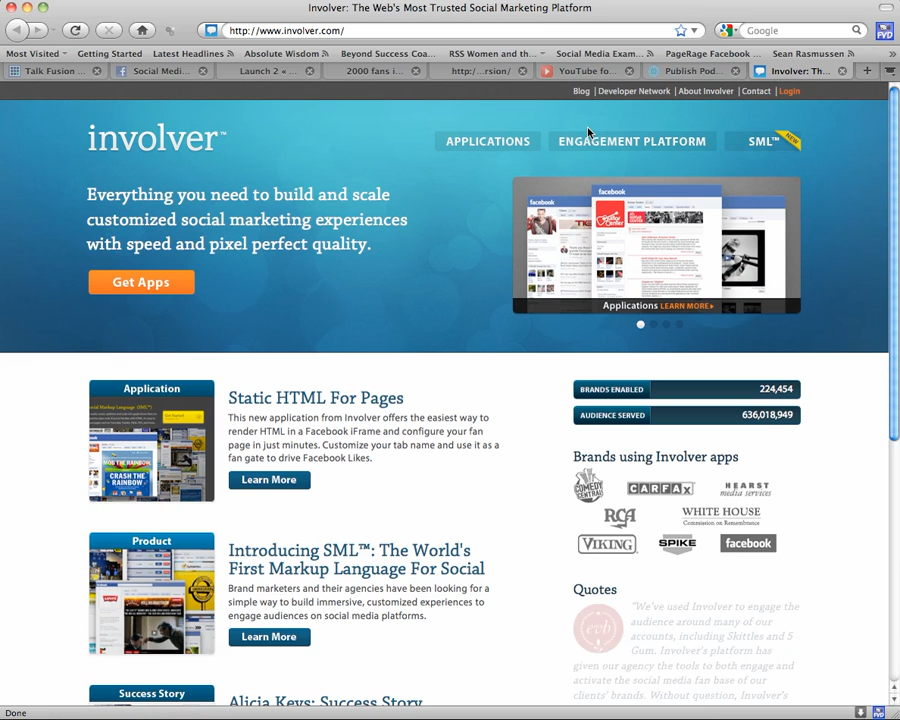 Involver: The Web's Most Trusted Social Marketing Platform
http://www.involver.com/
Google
FVD
Most Visited
Getting Started
Latest Headlines
Absolute Wisdom
Beyond Success Coa...
RSS Women and th...
Social Media Exam...
PageRage Facebook ...
Sean Rasmussen
Talk Fusion ...
Social Medi...
Launch 2 = ...
2000 fans i...
http:/...rsion/
YouTube fo...
Publish Pod...
Involver: Th...
Blog | Developer Network | About Involver | Contact | Login
involver™
APPLICATIONS
ENGAGEMENT PLATFORM
SML™
NEW
Everything you need to build and scale
customized social marketing experiences
with speed and pixel perfect quality.
Get Apps
facebook
facebook
Applications LEARN MORE
Application
Static HTML For Pages
This new application from Involver offers the easiest way to
render HTML in a Facebook iFrame and configure your fan
page in just minutes. Customize your tab name and use it as a
fan gate to drive Facebook Likes.
Learn More
CRASH THE
RAINBOW
BRANDS ENABLED 224,454
AUDIENCE SERVED 636,018,949
Brands using Involver apps
COMEDY
CENTRAL
CARFAX
HEARST
media services
RCA
WHITE HOUSE
Commission on Remembrance
VIKING
SPIKE
facebook
Product
Introducing SML™: The World's
First Markup Language For Social
Brand marketers and their agencies have been looking for a
simple way to build immersive, customized experiences to
engage audiences on social media platforms.
Learn More
Quotes
evb
"We've used Involver to engage the
audience around many of our
accounts, including Skittles and 5
Gum. Involver's platform has
given our agency the tools to both engage and
activate the social media fan base of our
clients' brands. Without question, Involver's
Success Story
Alicia Keys: Success Story
Done
FVD